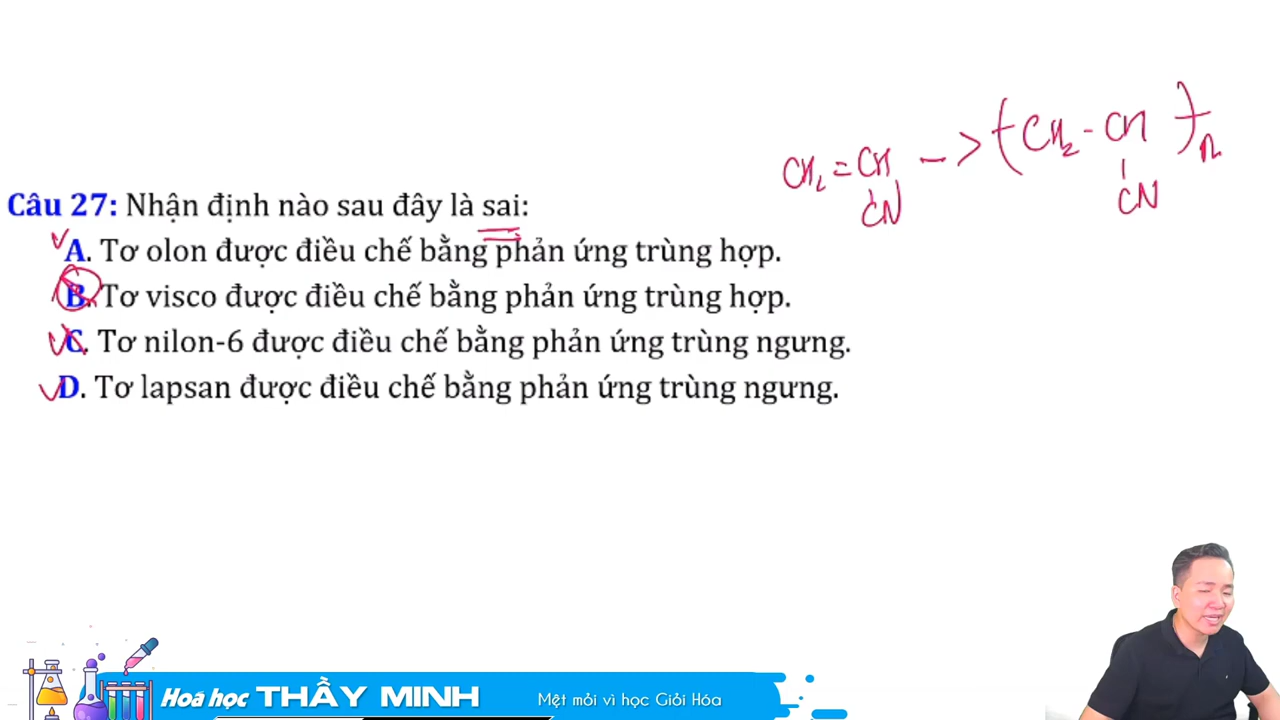 CH₂ = CH -> (CH₂ - CH)n
CN CN
Câu 27: Nhận định nào sau đây là sai:
A. Tơ olon được điều chế bằng phản ứng trùng hợp.
B. Tơ visco được điều chế bằng phản ứng trùng hợp.
C. Tơ nilon-6 được điều chế bằng phản ứng trùng ngưng.
D. Tơ lapsan được điều chế bằng phản ứng trùng ngưng.
Hoá học THẦY MINH Mệt mỏi vì học Giỏi Hóa